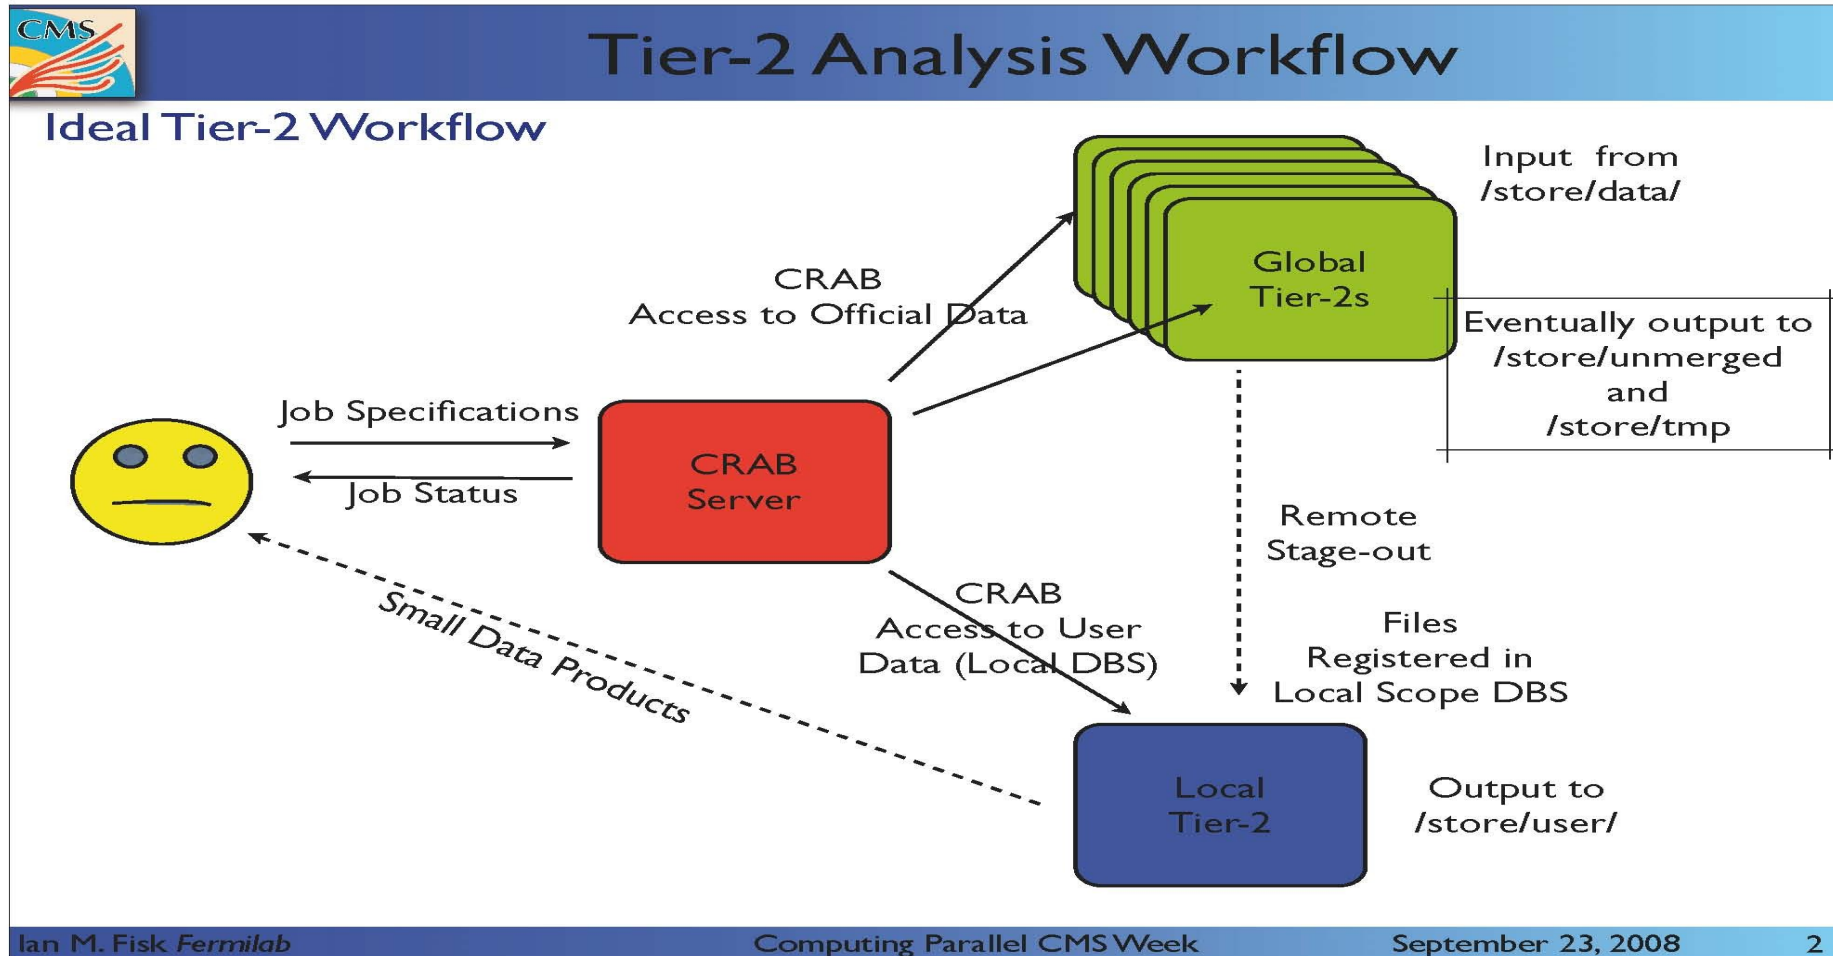 CMS
Tier-2 Analysis Workflow
Ideal Tier-2 Workflow
Input from
/store/data/
Global
Tier-2s
CRAB
Access to Official Data
Eventually output to
/store/unmerged
and
/store/tmp
Job Specifications
CRAB
Server
Job Status
Remote
Stage-out
Small Data Products
CRAB
Access to User
Data (Local DBS)
Files
Registered in
Local Scope DBS
Local
Tier-2
Output to
/store/user/
Ian M. Fisk Fermilab
Computing Parallel CMS Week
September 23, 2008
2